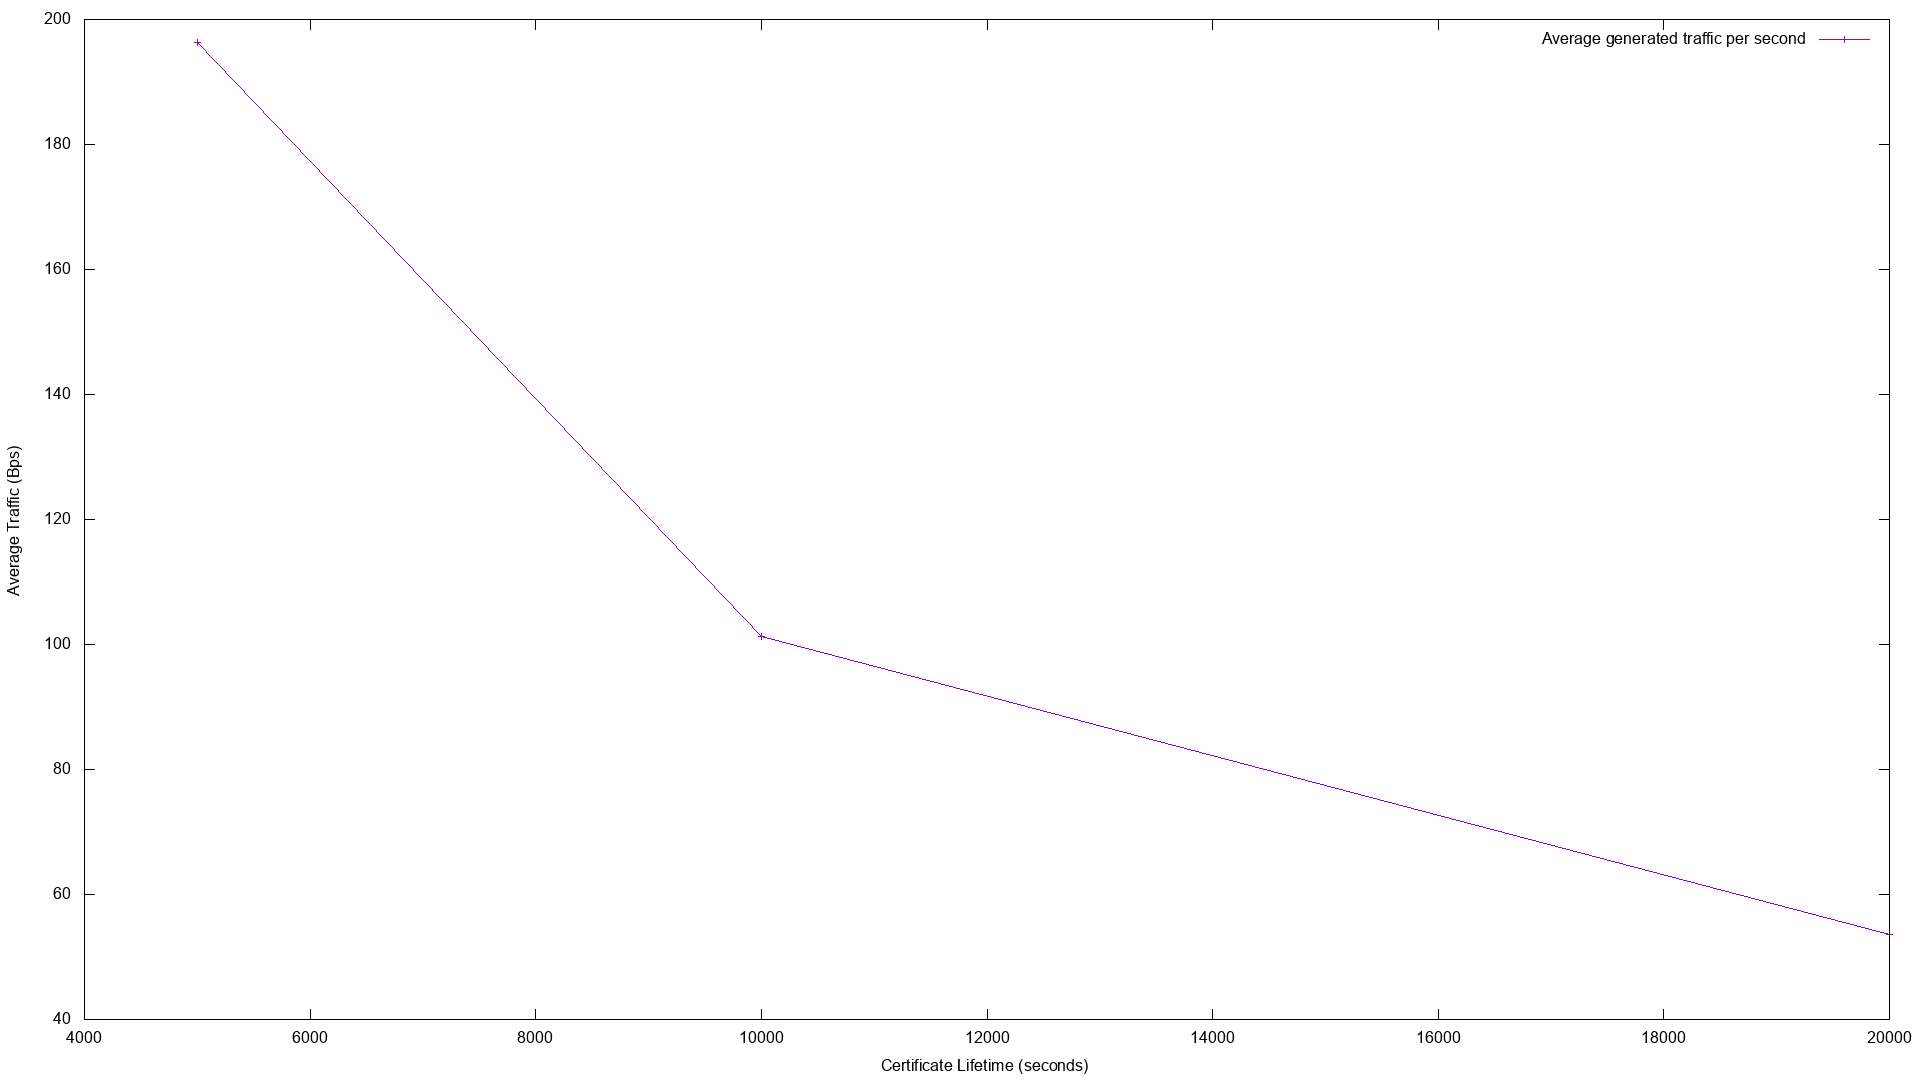 200
Average generated traffic per second
180
160
140
120
100
80
60
40
Average Traffic (Bps)
4000 6000 8000 10000 12000 14000 16000 18000 20000
Certificate Lifetime (seconds)